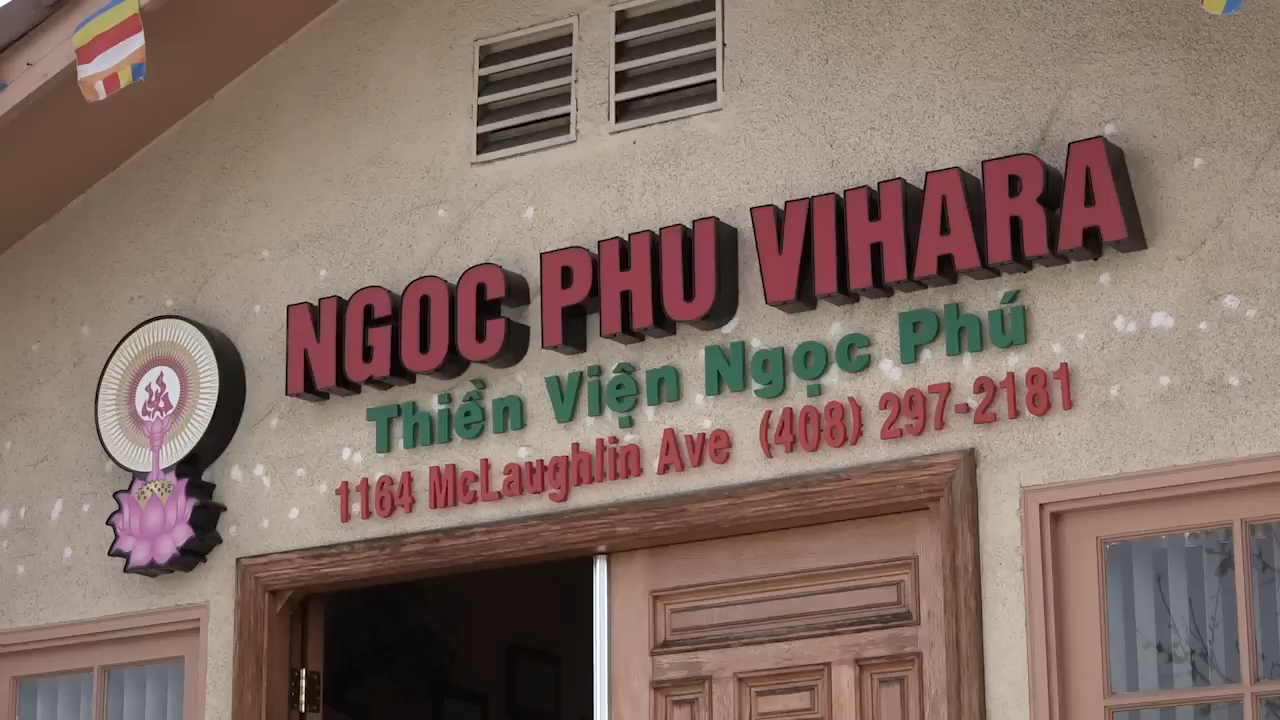 NGOC PHU VIHARA
Thiền Viện Ngọc Phú
1164 McLaughlin Ave (408) 297-2181